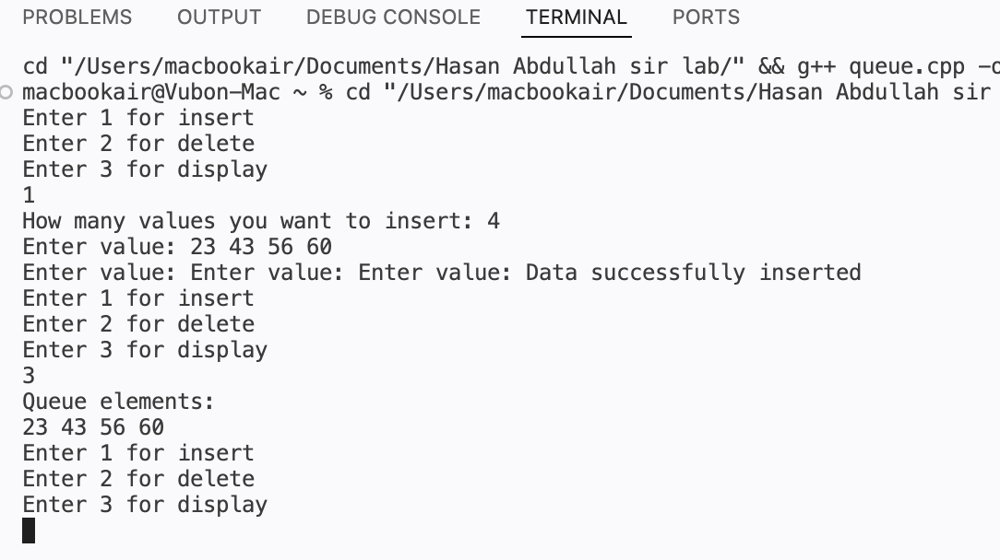 PROBLEMS OUTPUT DEBUG CONSOLE TERMINAL PORTS
cd "/Users/macbookair/Documents/Hasan Abdullah sir lab/" && g++ queue.cpp -o
macbookair@Vubon-Mac ~ % cd "/Users/macbookair/Documents/Hasan Abdullah sir
Enter 1 for insert
Enter 2 for delete
Enter 3 for display
1
How many values you want to insert: 4
Enter value: 23 43 56 60
Enter value: Enter value: Enter value: Data successfully inserted
Enter 1 for insert
Enter 2 for delete
Enter 3 for display
3
Queue elements:
23 43 56 60
Enter 1 for insert
Enter 2 for delete
Enter 3 for display